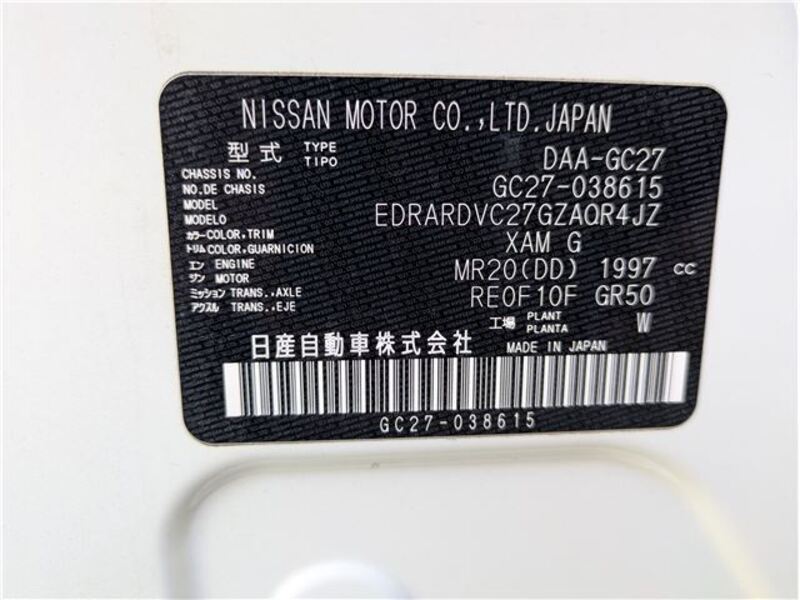 NISSAN MOTOR CO.,LTD.JAPAN
型式 TYPE TIPO DAA-GC27
CHASSIS NO. NO.DE CHASIS GC27-038615
MODEL MODELO EDRARDVC27GZAQR4JZ
カラー COLOR,TRIM トリム COLOR,GUARNICION XAM G
エンジン ENGINE MOTOR MR20(DD) 1997 cc
ミッション TRANS.,AXLE アクスル TRANS.,EJE RE0F10F GR50
工場 PLANT PLANTA W
日産自動車株式会社 MADE IN JAPAN
GC27-038615